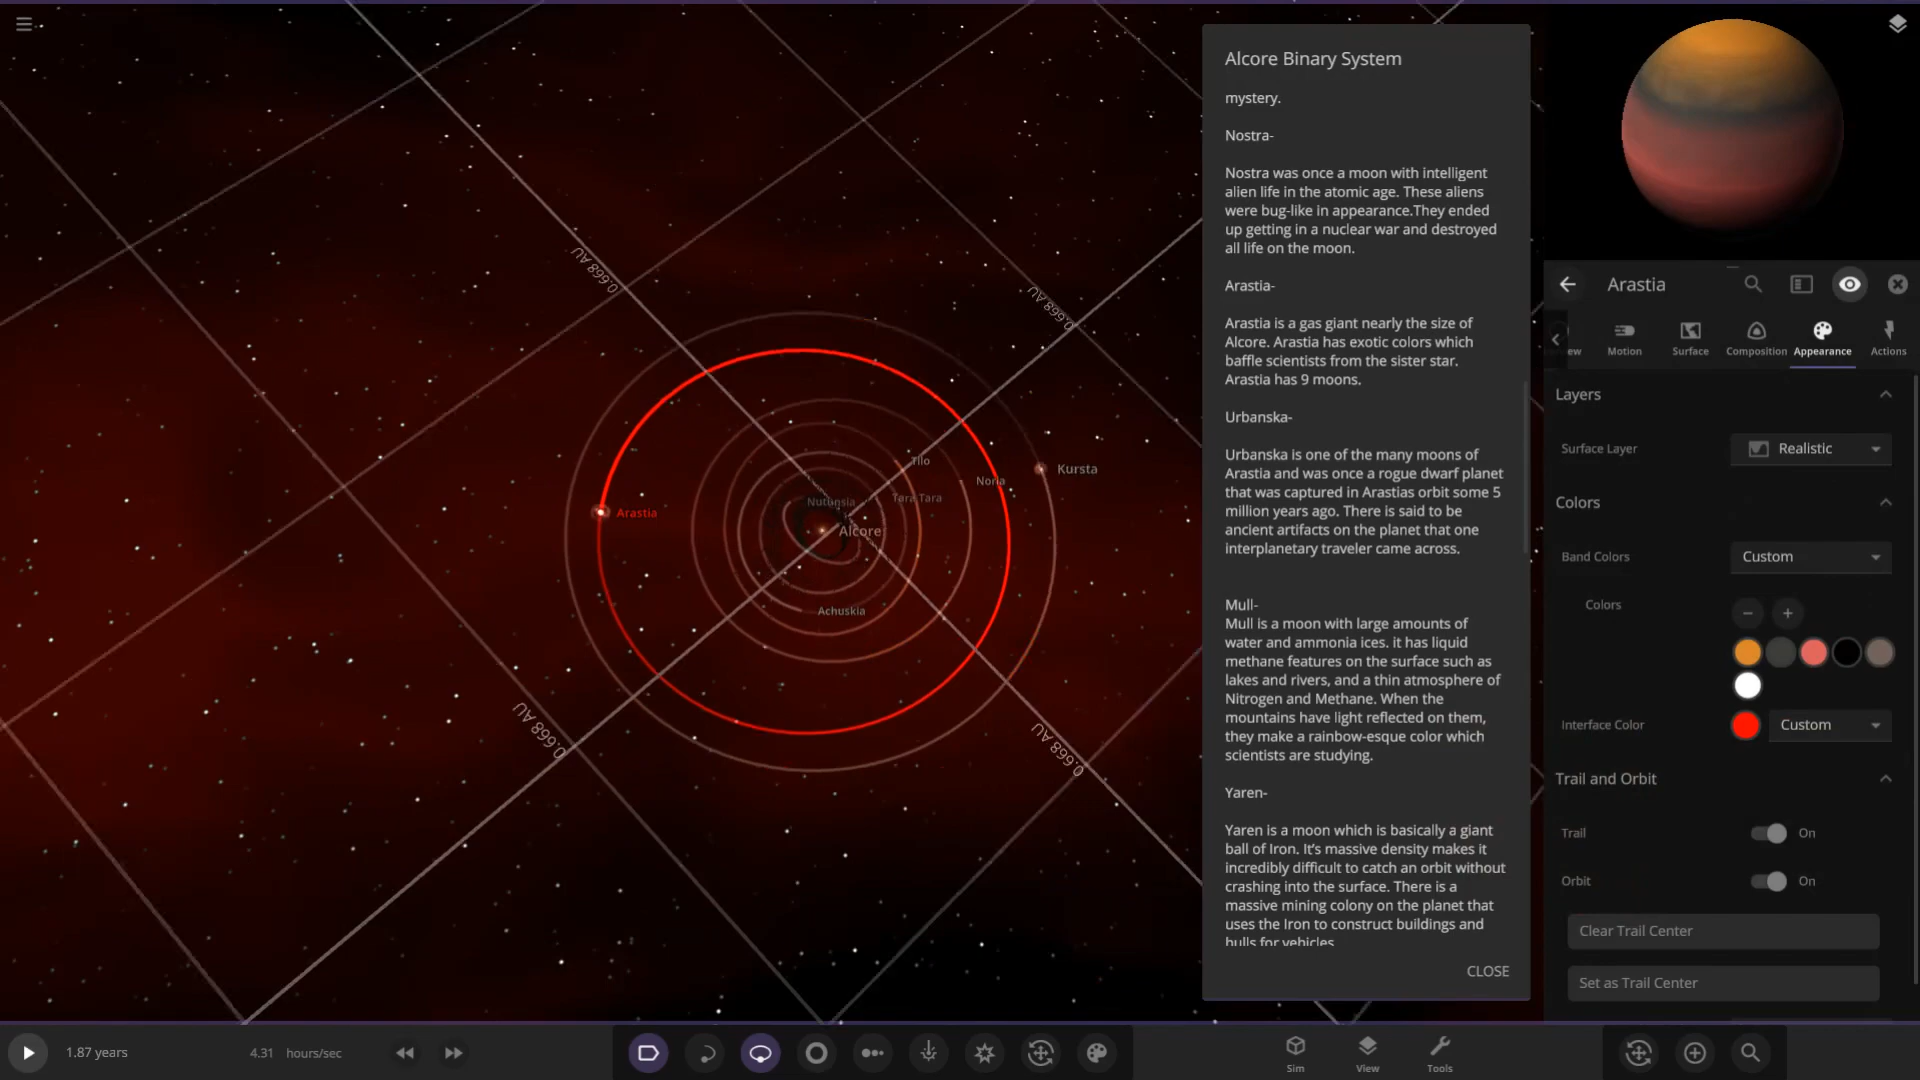 Alcore Binary System
mystery.
Nostra-
Nostra was once a moon with intelligent
alien life in the atomic age. These aliens
were bug-like in appearance.They ended
up getting in a nuclear war and destroyed
all life on the moon.
Arastia-
Arastia is a gas giant nearly the size of
Alcore. Arastia has exotic colors which
baffle scientists from the sister star.
Arastia has 9 moons.
Urbanska-
Urbanska is one of the many moons of
Arastia and was once a rogue dwarf planet
that was captured in Arastias orbit some 5
million years ago. There is said to be
ancient artifacts on the planet that one
interplanetary traveler came across.
Mull-
Mull is a moon with large amounts of
water and ammonia ices. it has liquid
methane features on the surface such as
lakes and rivers, and a thin atmosphere of
Nitrogen and Methane. When the
mountains have light reflected on them,
they make a rainbow-esque color which
scientists are studying.
Yaren-
Yaren is a moon which is basically a giant
ball of Iron. It's massive density makes it
incredibly difficult to catch an orbit without
crashing into the surface. There is a
massive mining colony on the planet that
uses the Iron to construct buildings and
hulls for vehicles
CLOSE
0.668 AU
0.668 AU
0.668 AU
0.668 AU
Tilo
Kursta
Noria
Nutunsia
Tara Tara
Arastia
Alcore
Achuskia
Arastia
ew
Motion
Surface
Composition
Appearance
Actions
Layers
Surface Layer
Realistic
Colors
Band Colors
Custom
Colors
Interface Color
Custom
Trail and Orbit
Trail
On
Orbit
On
Clear Trail Center
Set as Trail Center
1.87 years
4.31 hours/sec
Sim
View
Tools